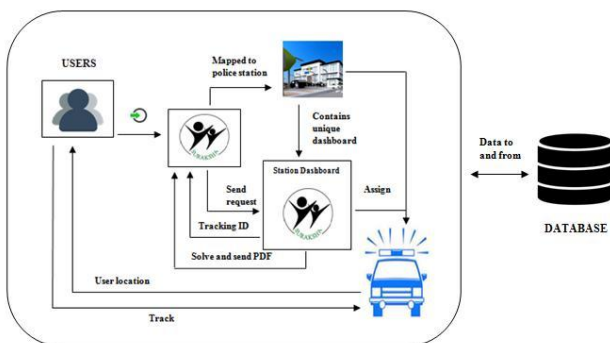 USERS
Mapped to
police station
Contains
unique
dashboard
Station Dashboard
Send
request
Tracking ID
Assign
Solve and send PDF
User location
Track
Data to
and from
DATABASE